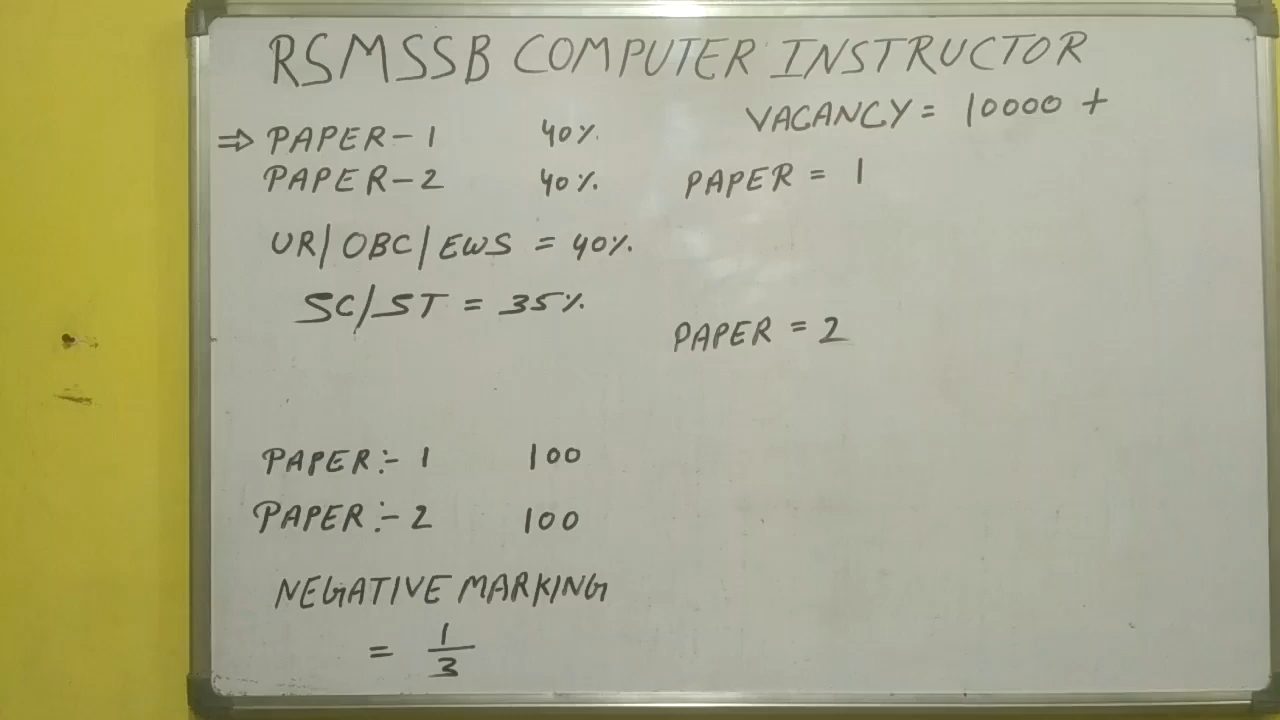 RSMSSB COMPUTER INSTRUCTOR
VACANCY = 10000 +
⇒ PAPER-1 40%
PAPER-2 40%
UR/OBC/EWS = 40%
SC/ST = 35%
PAPER = 1
PAPER = 2
PAPER:- 1 100
PAPER:- 2 100
NEGATIVE MARKING
= 1/3